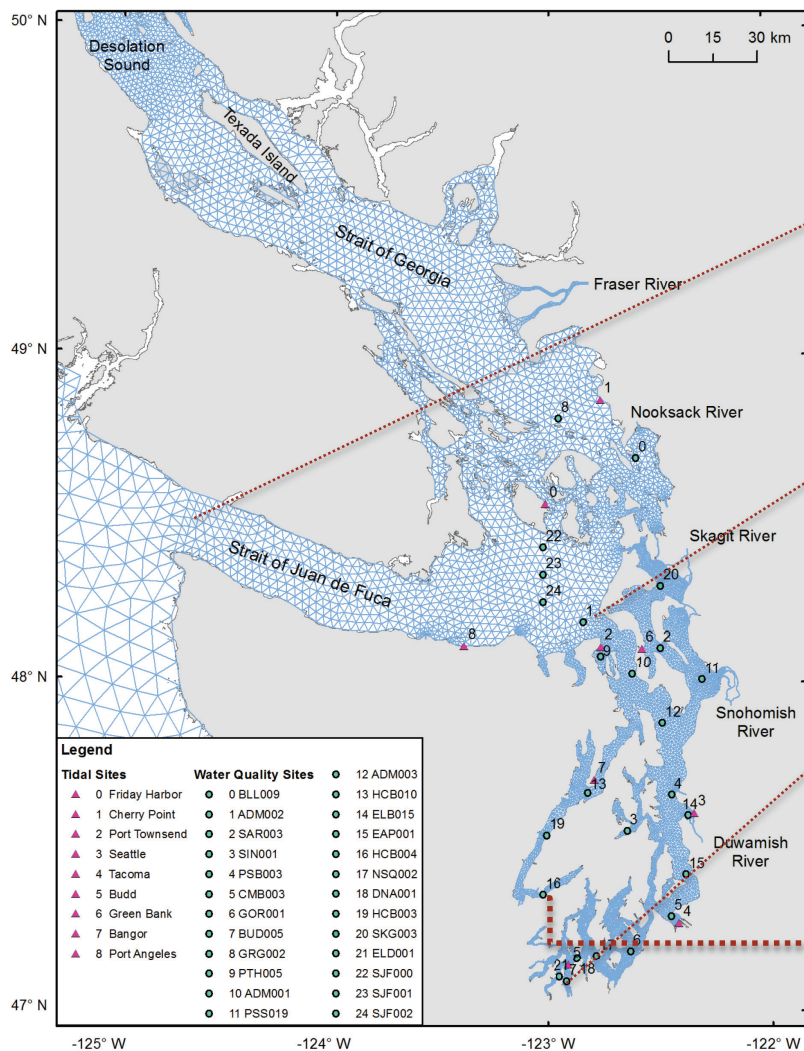 50° N
Desolation
Sound
0 15 30 km
Texada Island
Strait of Georgia
Fraser River
49° N
1
8
Nooksack River
0
0
22
Skagit River
23
20
24
Strait of Juan de Fuca
1
8
2
6
2
9
48° N
10
11
Snohomish
River
12
7
13
4
14
3
3
19
Duwamish
River
15
16
5
4
6
5
17
21
7
18
Legend
Tidal Sites
0 Friday Harbor
1 Cherry Point
2 Port Townsend
3 Seattle
4 Tacoma
5 Budd
6 Green Bank
7 Bangor
8 Port Angeles
Water Quality Sites
0 BLL009
1 ADM002
2 SAR003
3 SIN001
4 PSB003
5 CMB003
6 GOR001
7 BUD005
8 GRG002
9 PTH005
10 ADM001
11 PSS019
12 ADM003
13 HCB010
14 ELB015
15 EAP001
16 HCB004
17 NSQ002
18 DNA001
19 HCB003
20 SKG003
21 ELD001
22 SJF000
23 SJF001
24 SJF002
47° N
-125° W
-124° W
-123° W
-122° W